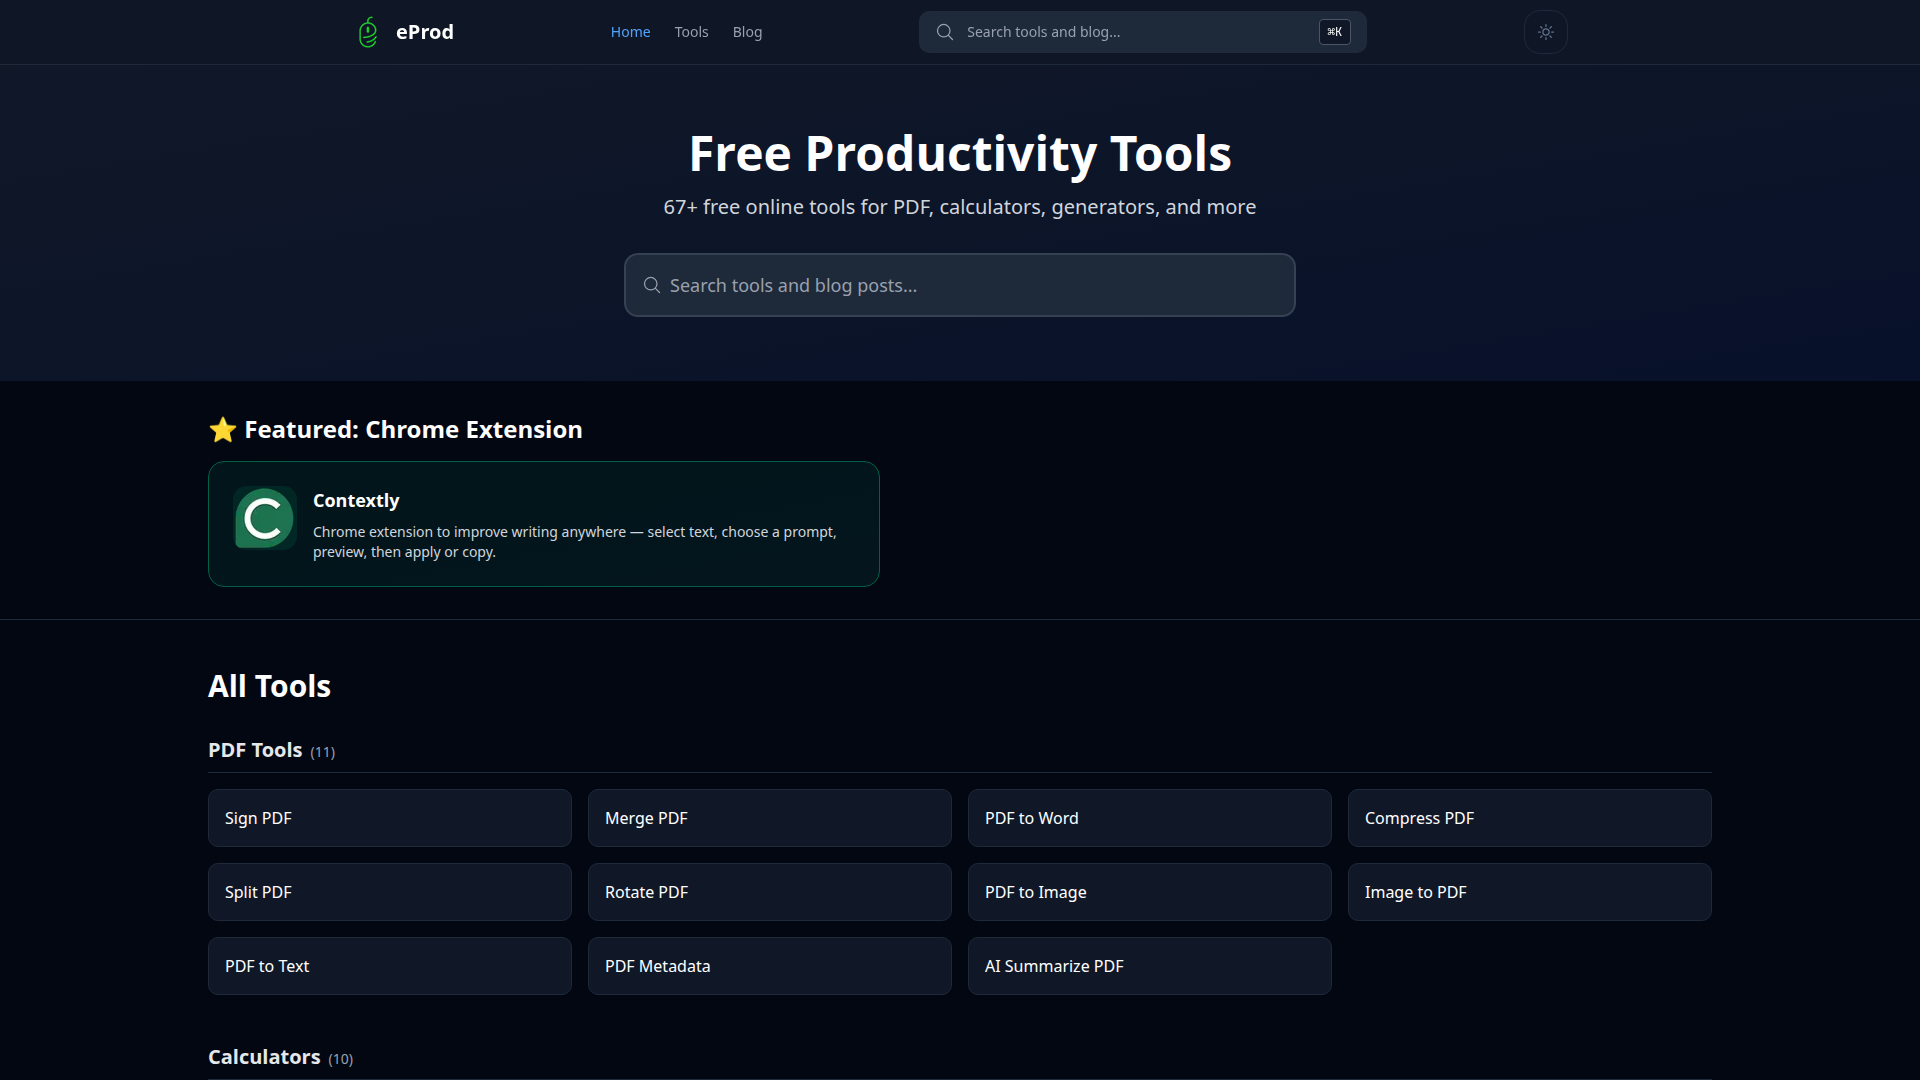 eProd
Home
Tools
Blog
Search tools and blog...
⌘K
Free Productivity Tools
67+ free online tools for PDF, calculators, generators, and more
Search tools and blog posts...
⭐ Featured: Chrome Extension
Contextly
Chrome extension to improve writing anywhere — select text, choose a prompt,
preview, then apply or copy.
All Tools
PDF Tools (11)
Sign PDF
Merge PDF
PDF to Word
Compress PDF
Split PDF
Rotate PDF
PDF to Image
Image to PDF
PDF to Text
PDF Metadata
AI Summarize PDF
Calculators (10)